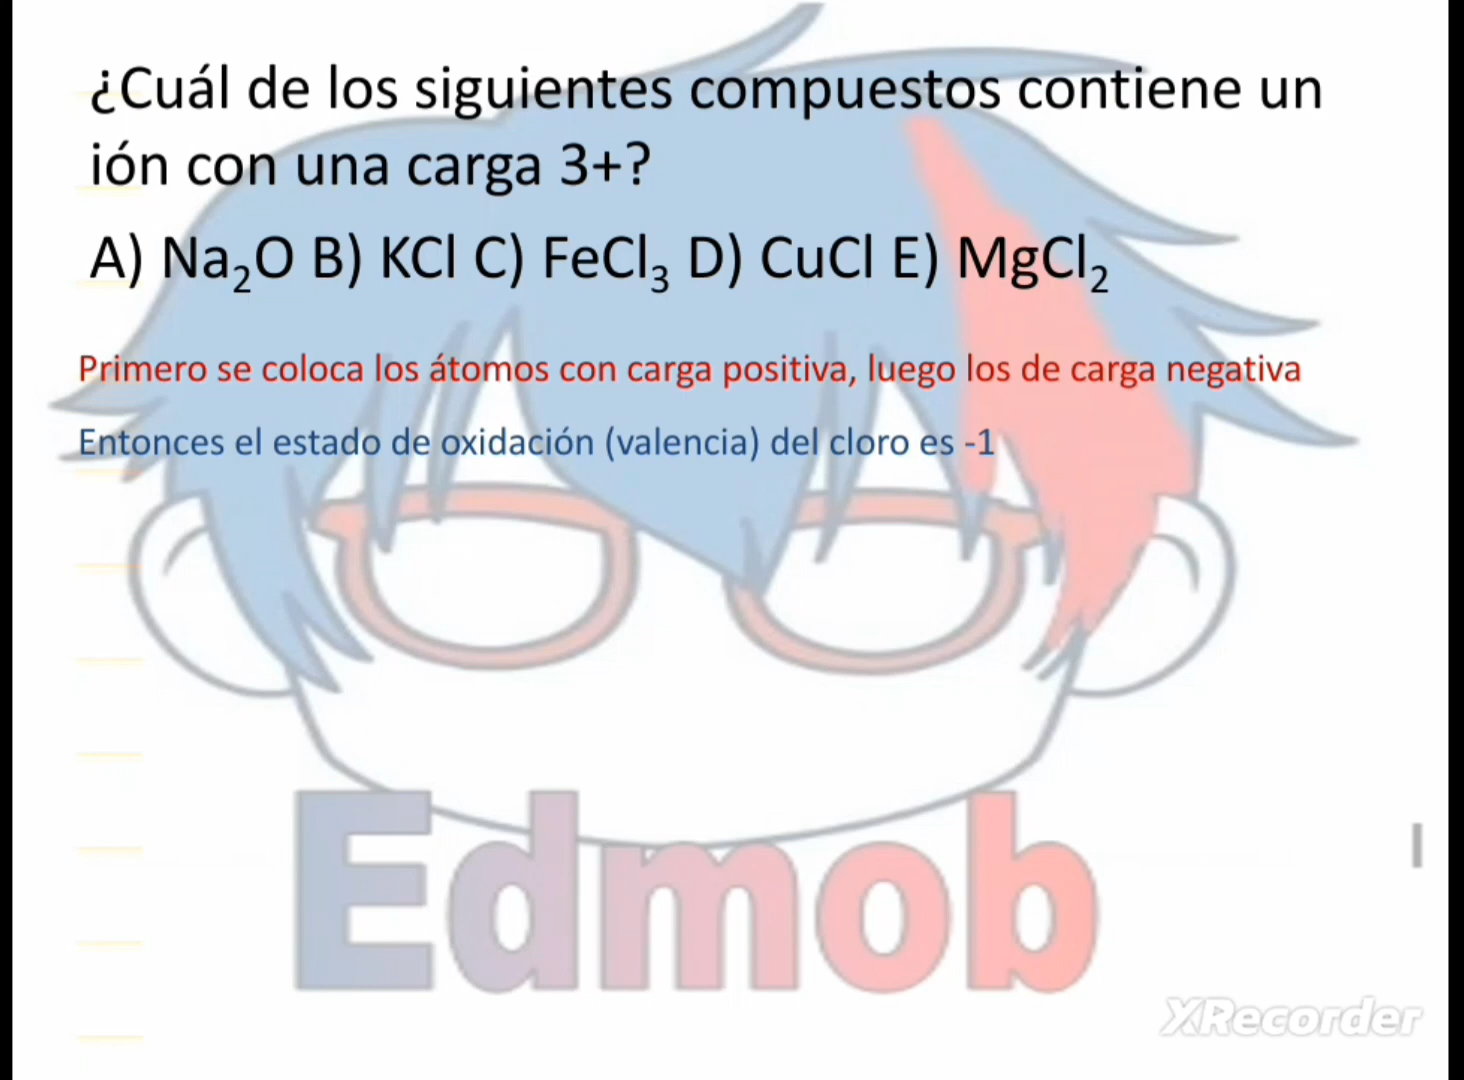 ¿Cuál de los siguientes compuestos contiene un
ión con una carga 3+?
A) Na₂O B) KCl C) FeCl₃ D) CuCl E) MgCl₂
Primero se coloca los átomos con carga positiva, luego los de carga negativa
Entonces el estado de oxidación (valencia) del cloro es -1
Edmob
XRecorder